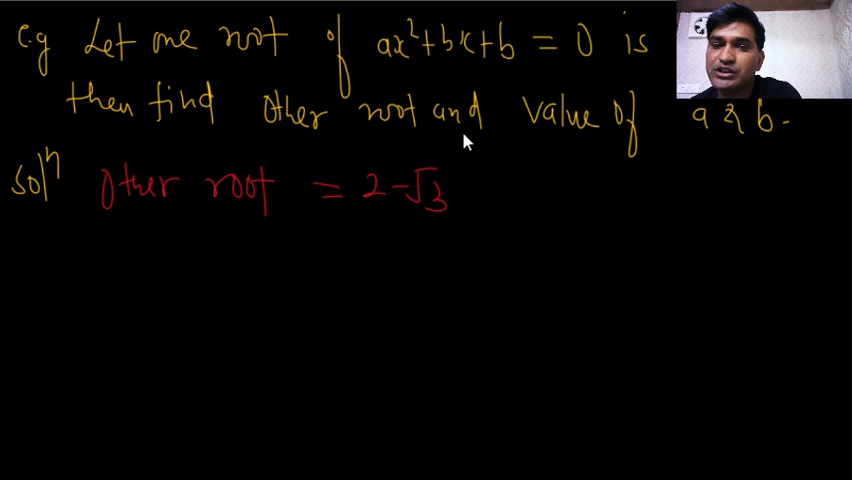 e.g Let one root of ax²+bx+b = 0 is
then find other root and value of a & b.
Solⁿ Other root = 2-√3